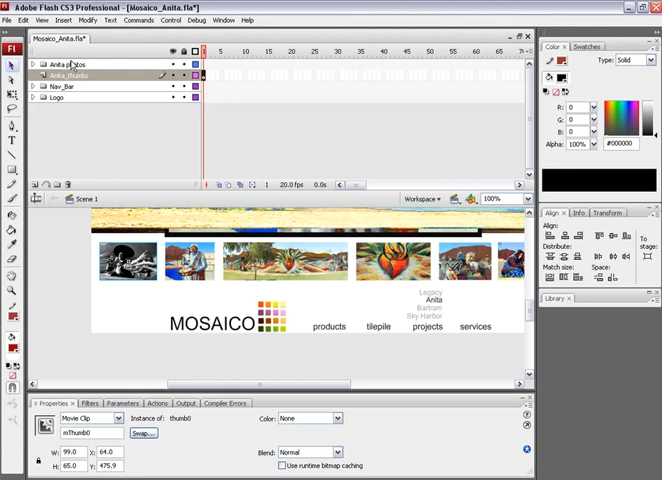 Adobe Flash CS3 Professional - [Mosaico_Anita.fla*]
File Edit View Insert Modify Text Commands Control Debug Window Help
Mosaico_Anita.fla*
Anita photos
Anita_thumbs
Nav_Bar
Logo
1 5 10 15 20 25 30 35 40 45 50 55 60 65
1 20.0 fps 0.0s
Scene 1
Workspace
100%
Legacy
Anita
Bartram
Sky Harbor
MOSAICO
products tilepile projects services
Properties Filters Parameters Actions Output Compiler Errors
Movie Clip
Instance of: thumb0
Color: None
mThumb0
Swap...
W: 99.0 X: 64.0
H: 65.0 Y: 475.9
Blend: Normal
Use runtime bitmap caching
Color Swatches
Type: Solid
R: 0
G: 0
B: 0
Alpha: 100%
#000000
Align Info Transform
Align:
Distribute:
Match size: Space:
To stage:
Library